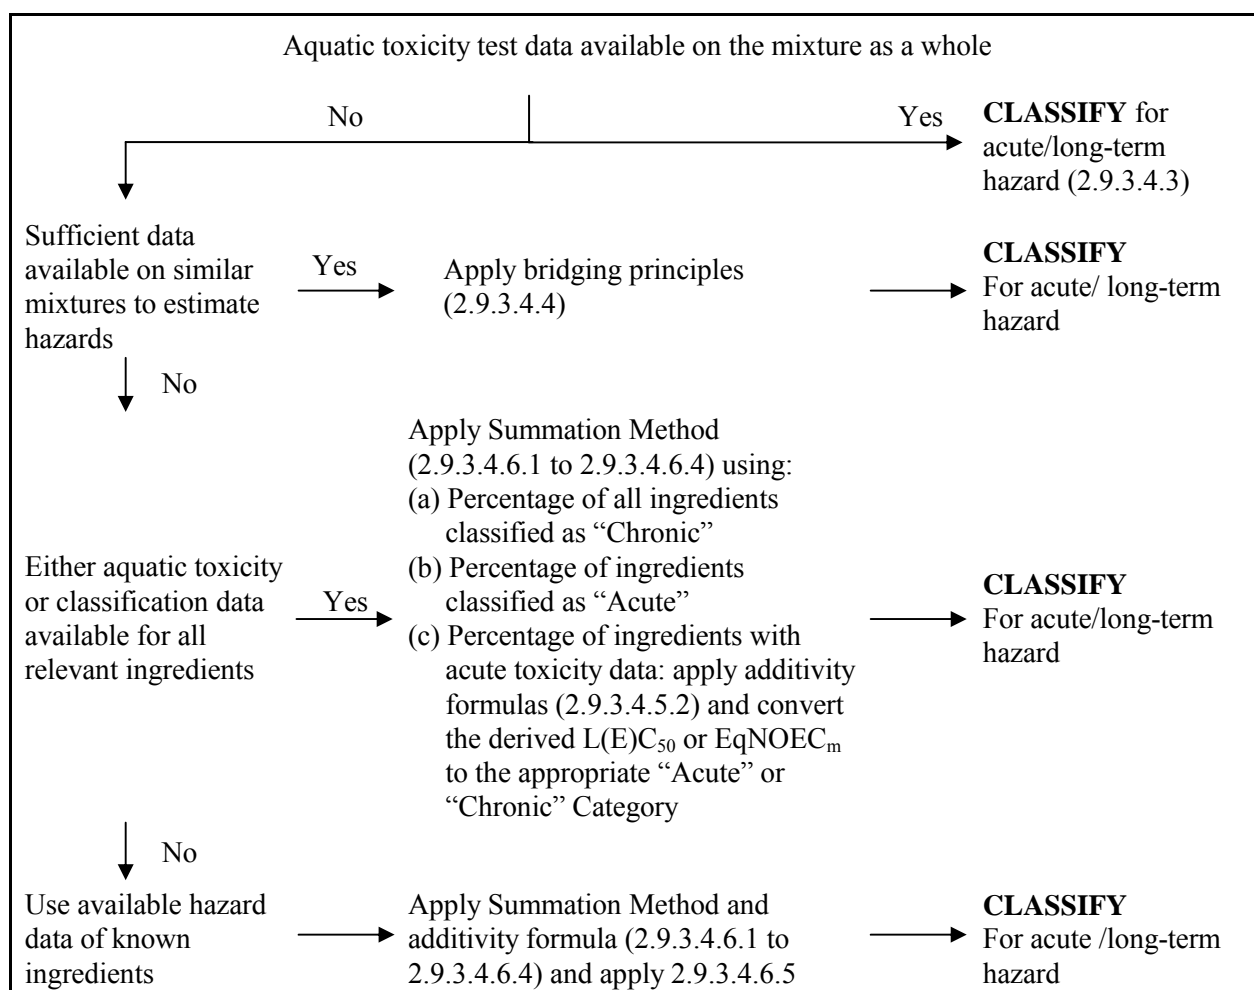 Aquatic toxicity test data available on the mixture as a whole
No
Yes
CLASSIFY for
acute/long-term
hazard (2.9.3.4.3)
Sufficient data
available on similar
mixtures to estimate
hazards
Yes
Apply bridging principles
(2.9.3.4.4)
CLASSIFY
For acute/ long-term
hazard
No
Either aquatic toxicity
or classification data
available for all
relevant ingredients
Yes
Apply Summation Method
(2.9.3.4.6.1 to 2.9.3.4.6.4) using:
(a) Percentage of all ingredients
classified as “Chronic”
(b) Percentage of ingredients
classified as “Acute”
(c) Percentage of ingredients with
acute toxicity data: apply additivity
formulas (2.9.3.4.5.2) and convert
the derived L(E)C₅₀ or EqNOECₘ
to the appropriate “Acute” or
“Chronic” Category
CLASSIFY
For acute/long-term
hazard
No
Use available hazard
data of known
ingredients
Apply Summation Method and
additivity formula (2.9.3.4.6.1 to
2.9.3.4.6.4) and apply 2.9.3.4.6.5
CLASSIFY
For acute /long-term
hazard